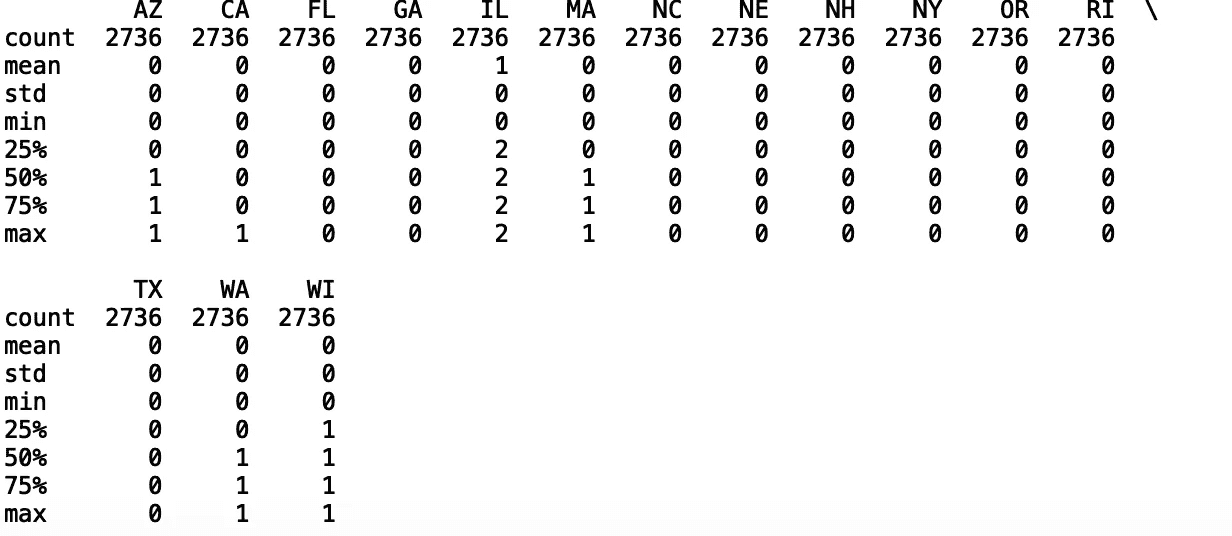 AZ CA FL GA IL MA NC NE NH NY OR RI \
count 2736 2736 2736 2736 2736 2736 2736 2736 2736 2736 2736 2736
mean 0 0 0 0 1 0 0 0 0 0 0 0
std 0 0 0 0 0 0 0 0 0 0 0 0
min 0 0 0 0 0 0 0 0 0 0 0 0
25% 0 0 0 0 2 0 0 0 0 0 0 0
50% 1 0 0 0 2 1 0 0 0 0 0 0
75% 1 0 0 0 2 1 0 0 0 0 0 0
max 1 1 0 0 2 1 0 0 0 0 0 0
TX WA WI
count 2736 2736 2736
mean 0 0 0
std 0 0 0
min 0 0 0
25% 0 0 1
50% 0 1 1
75% 0 1 1
max 0 1 1